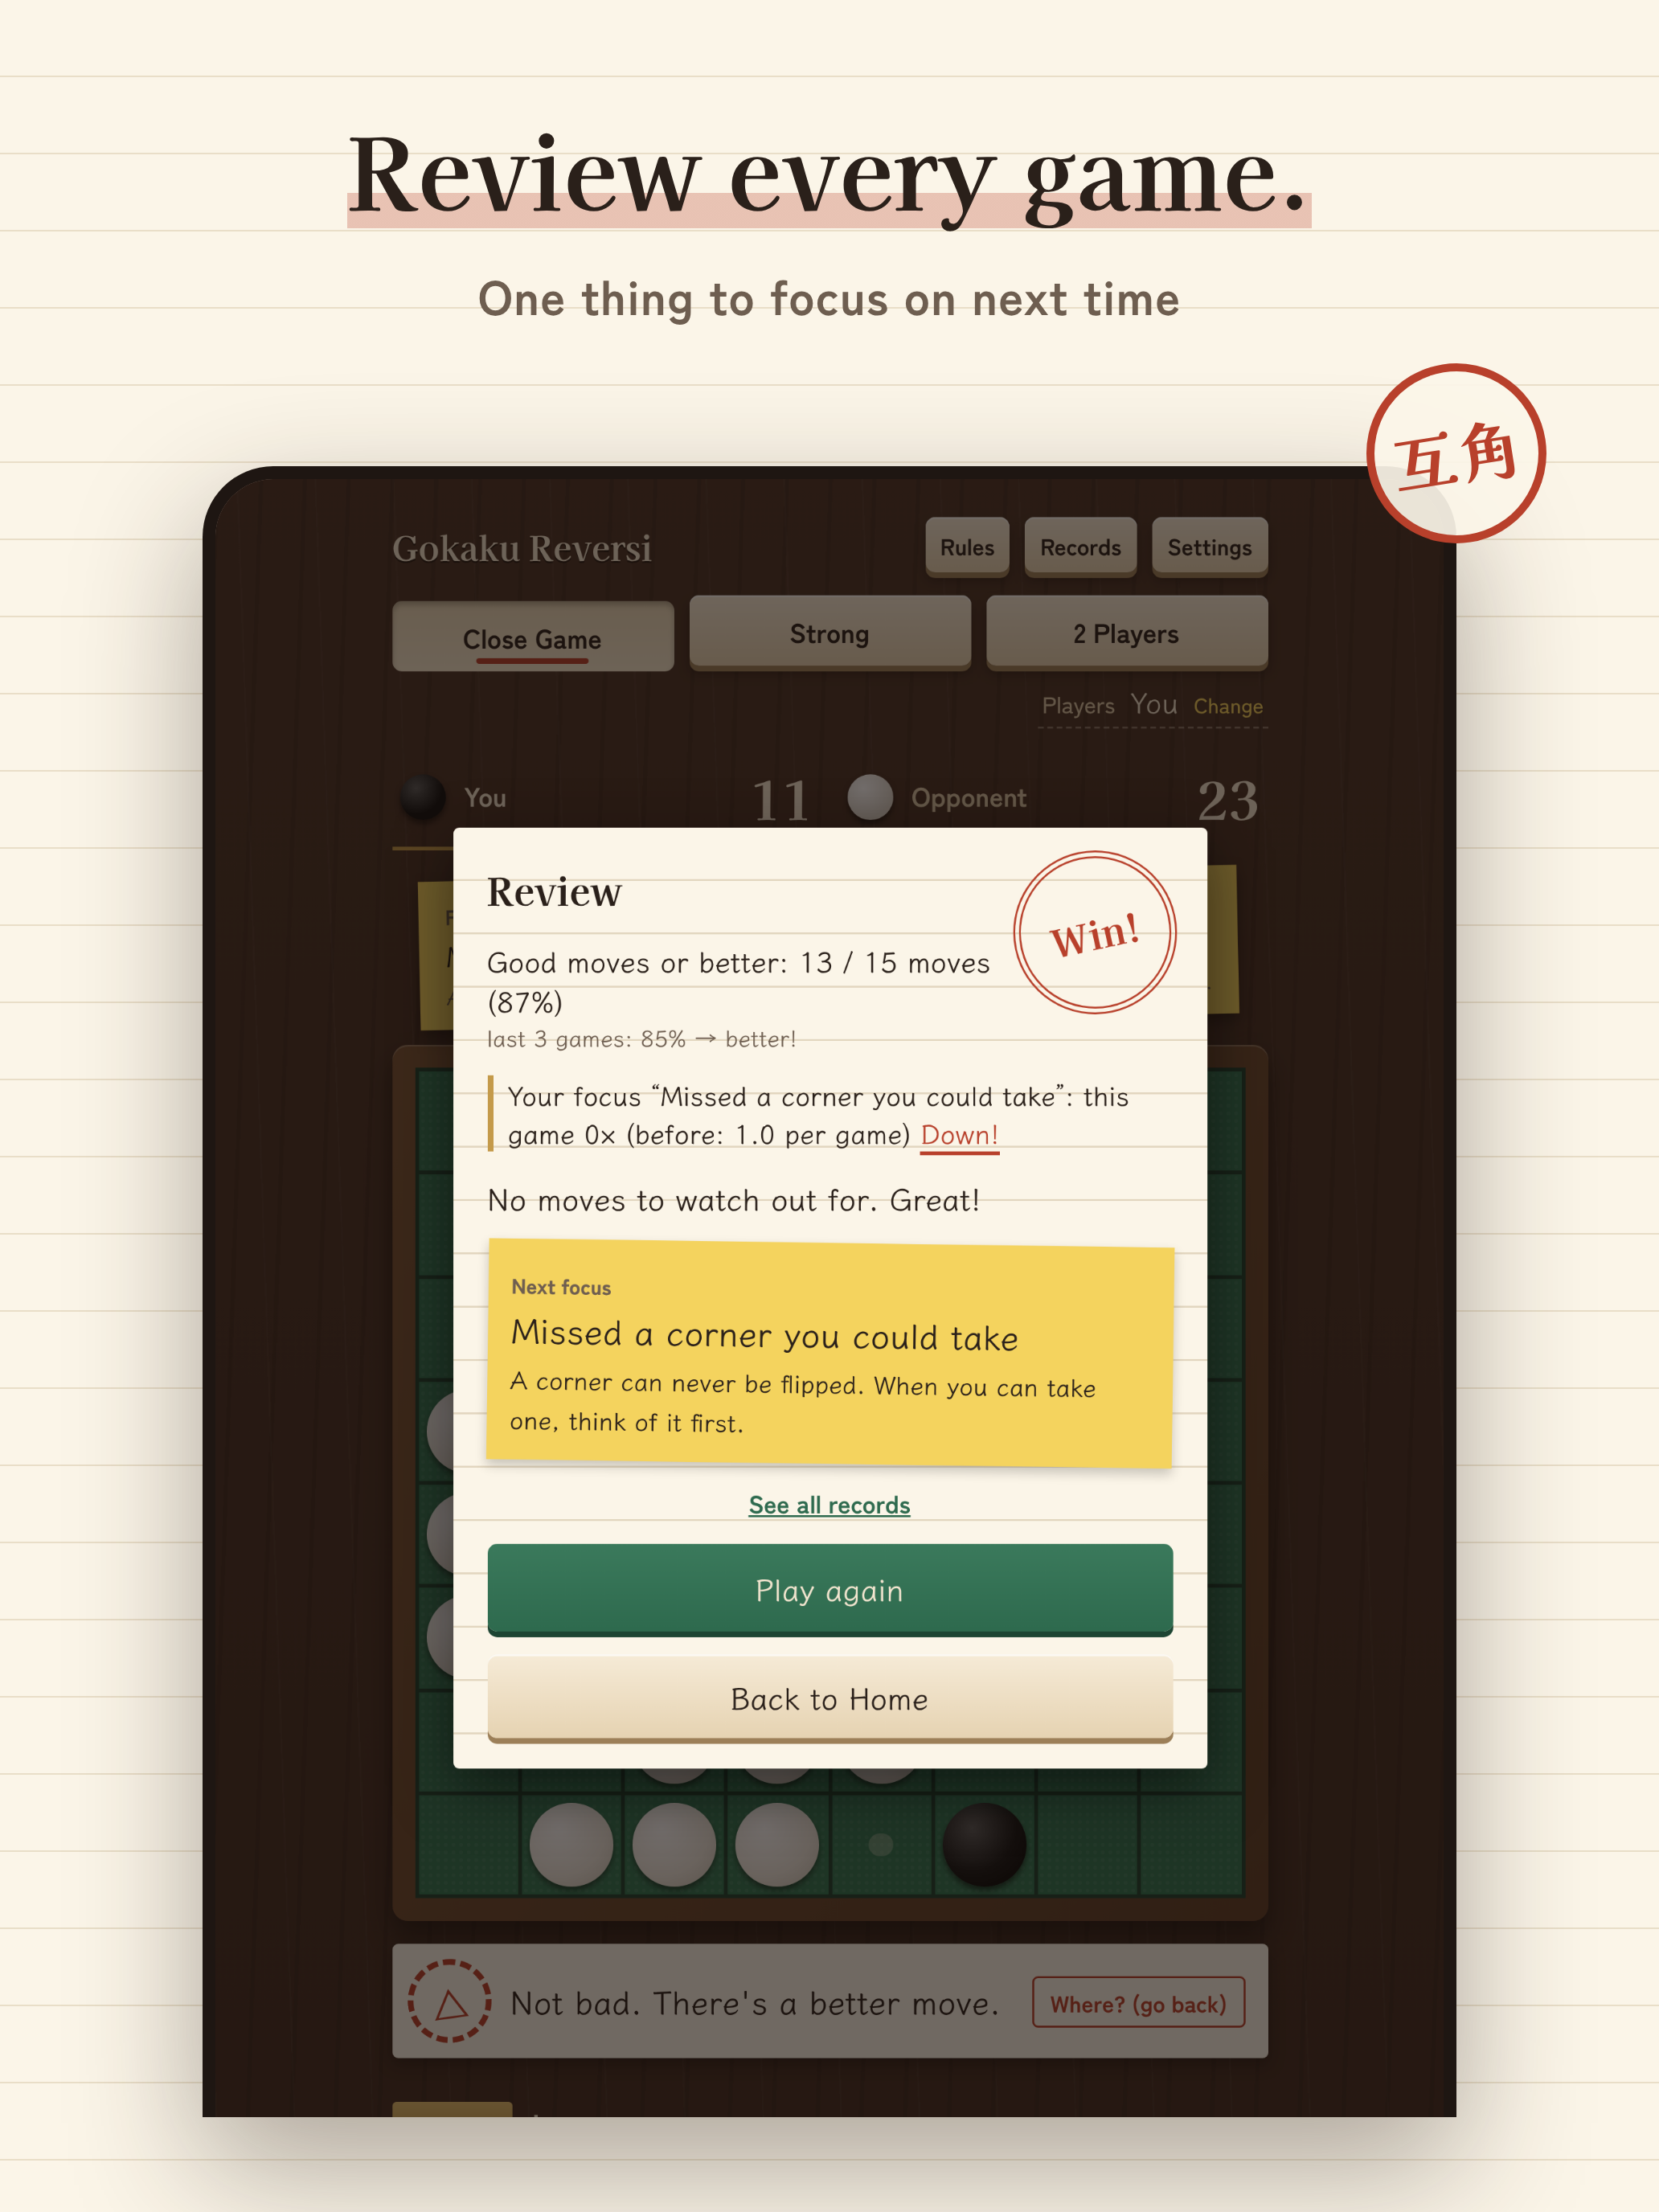 Review every game.
One thing to focus on next time
互角
Gokaku Reversi
Rules
Records
Settings
Close Game
Strong
2 Players
Players You Change
You
11
Opponent
23
Review
Win!
Good moves or better: 13 / 15 moves
(87%)
last 3 games: 85% → better!
Your focus “Missed a corner you could take”: this
game 0× (before: 1.0 per game) Down!
No moves to watch out for. Great!
Next focus
Missed a corner you could take
A corner can never be flipped. When you can take
one, think of it first.
See all records
Play again
Back to Home
Not bad. There's a better move.
Where? (go back)